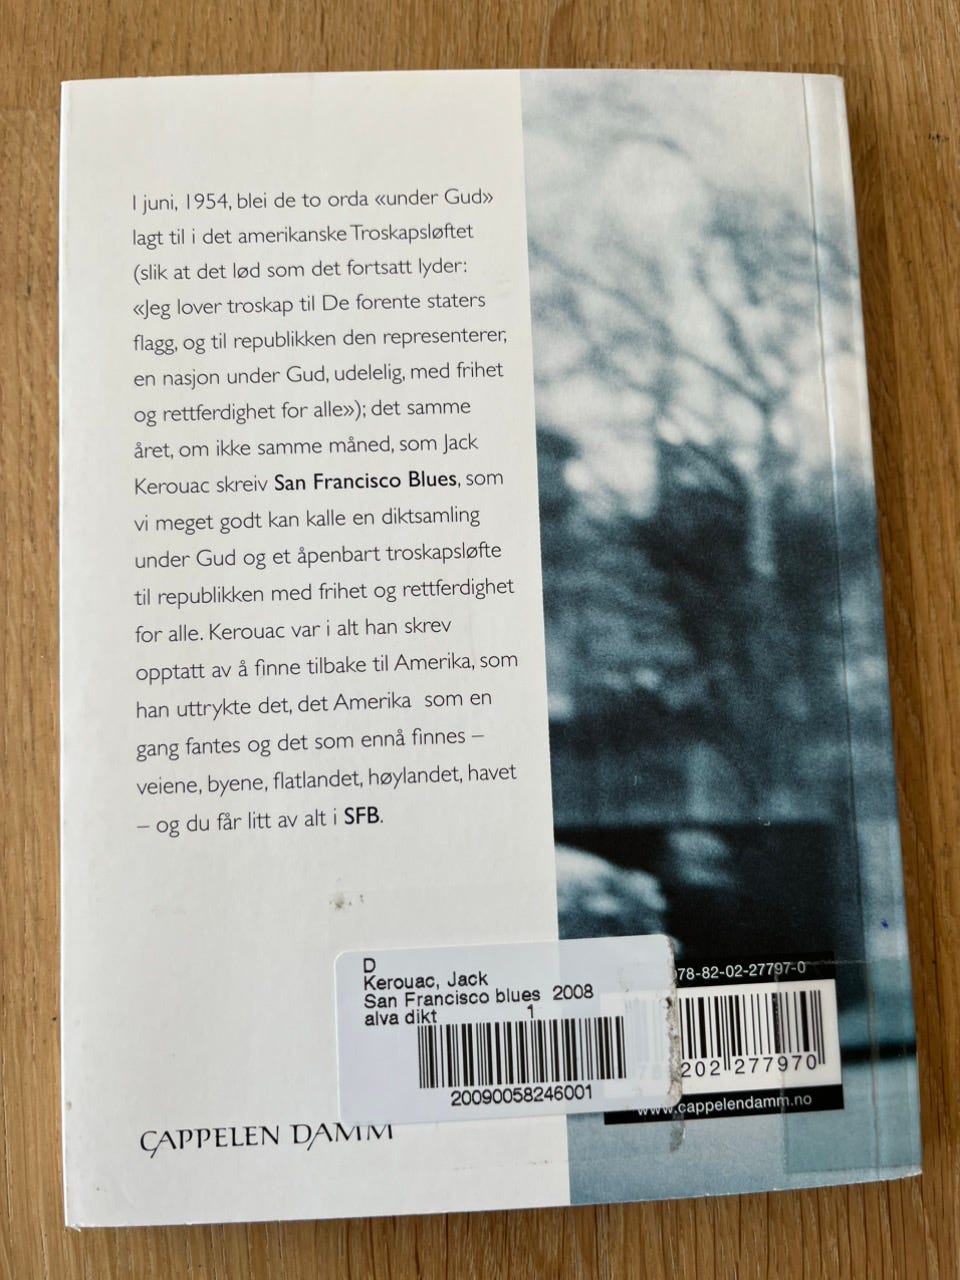 I juni, 1954, blei de to orda «under Gud»
lagt til i det amerikanske Troskapsløftet
(slik at det lød som det fortsatt lyder:
«Jeg lover troskap til De forente staters
flagg, og til republikken den representerer,
en nasjon under Gud, udelelig, med frihet
og rettferdighet for alle»); det samme
året, om ikke samme måned, som Jack
Kerouac skreiv San Francisco Blues, som
vi meget godt kan kalle en diktsamling
under Gud og et åpenbart troskapsløfte
til republikken med frihet og rettferdighet
for alle. Kerouac var i alt han skrev
opptatt av å finne tilbake til Amerika, som
han uttrykte det, det Amerika som en
gang fantes og det som ennå finnes –
veiene, byene, flatlandet, høylandet, havet
– og du får litt av alt i SFB.
D
Kerouac, Jack
San Francisco blues 2008
alva dikt 1
20090058246001
78-82-02-27797-0
202 277970
www.cappelendamm.no
CAPPELEN DAMM